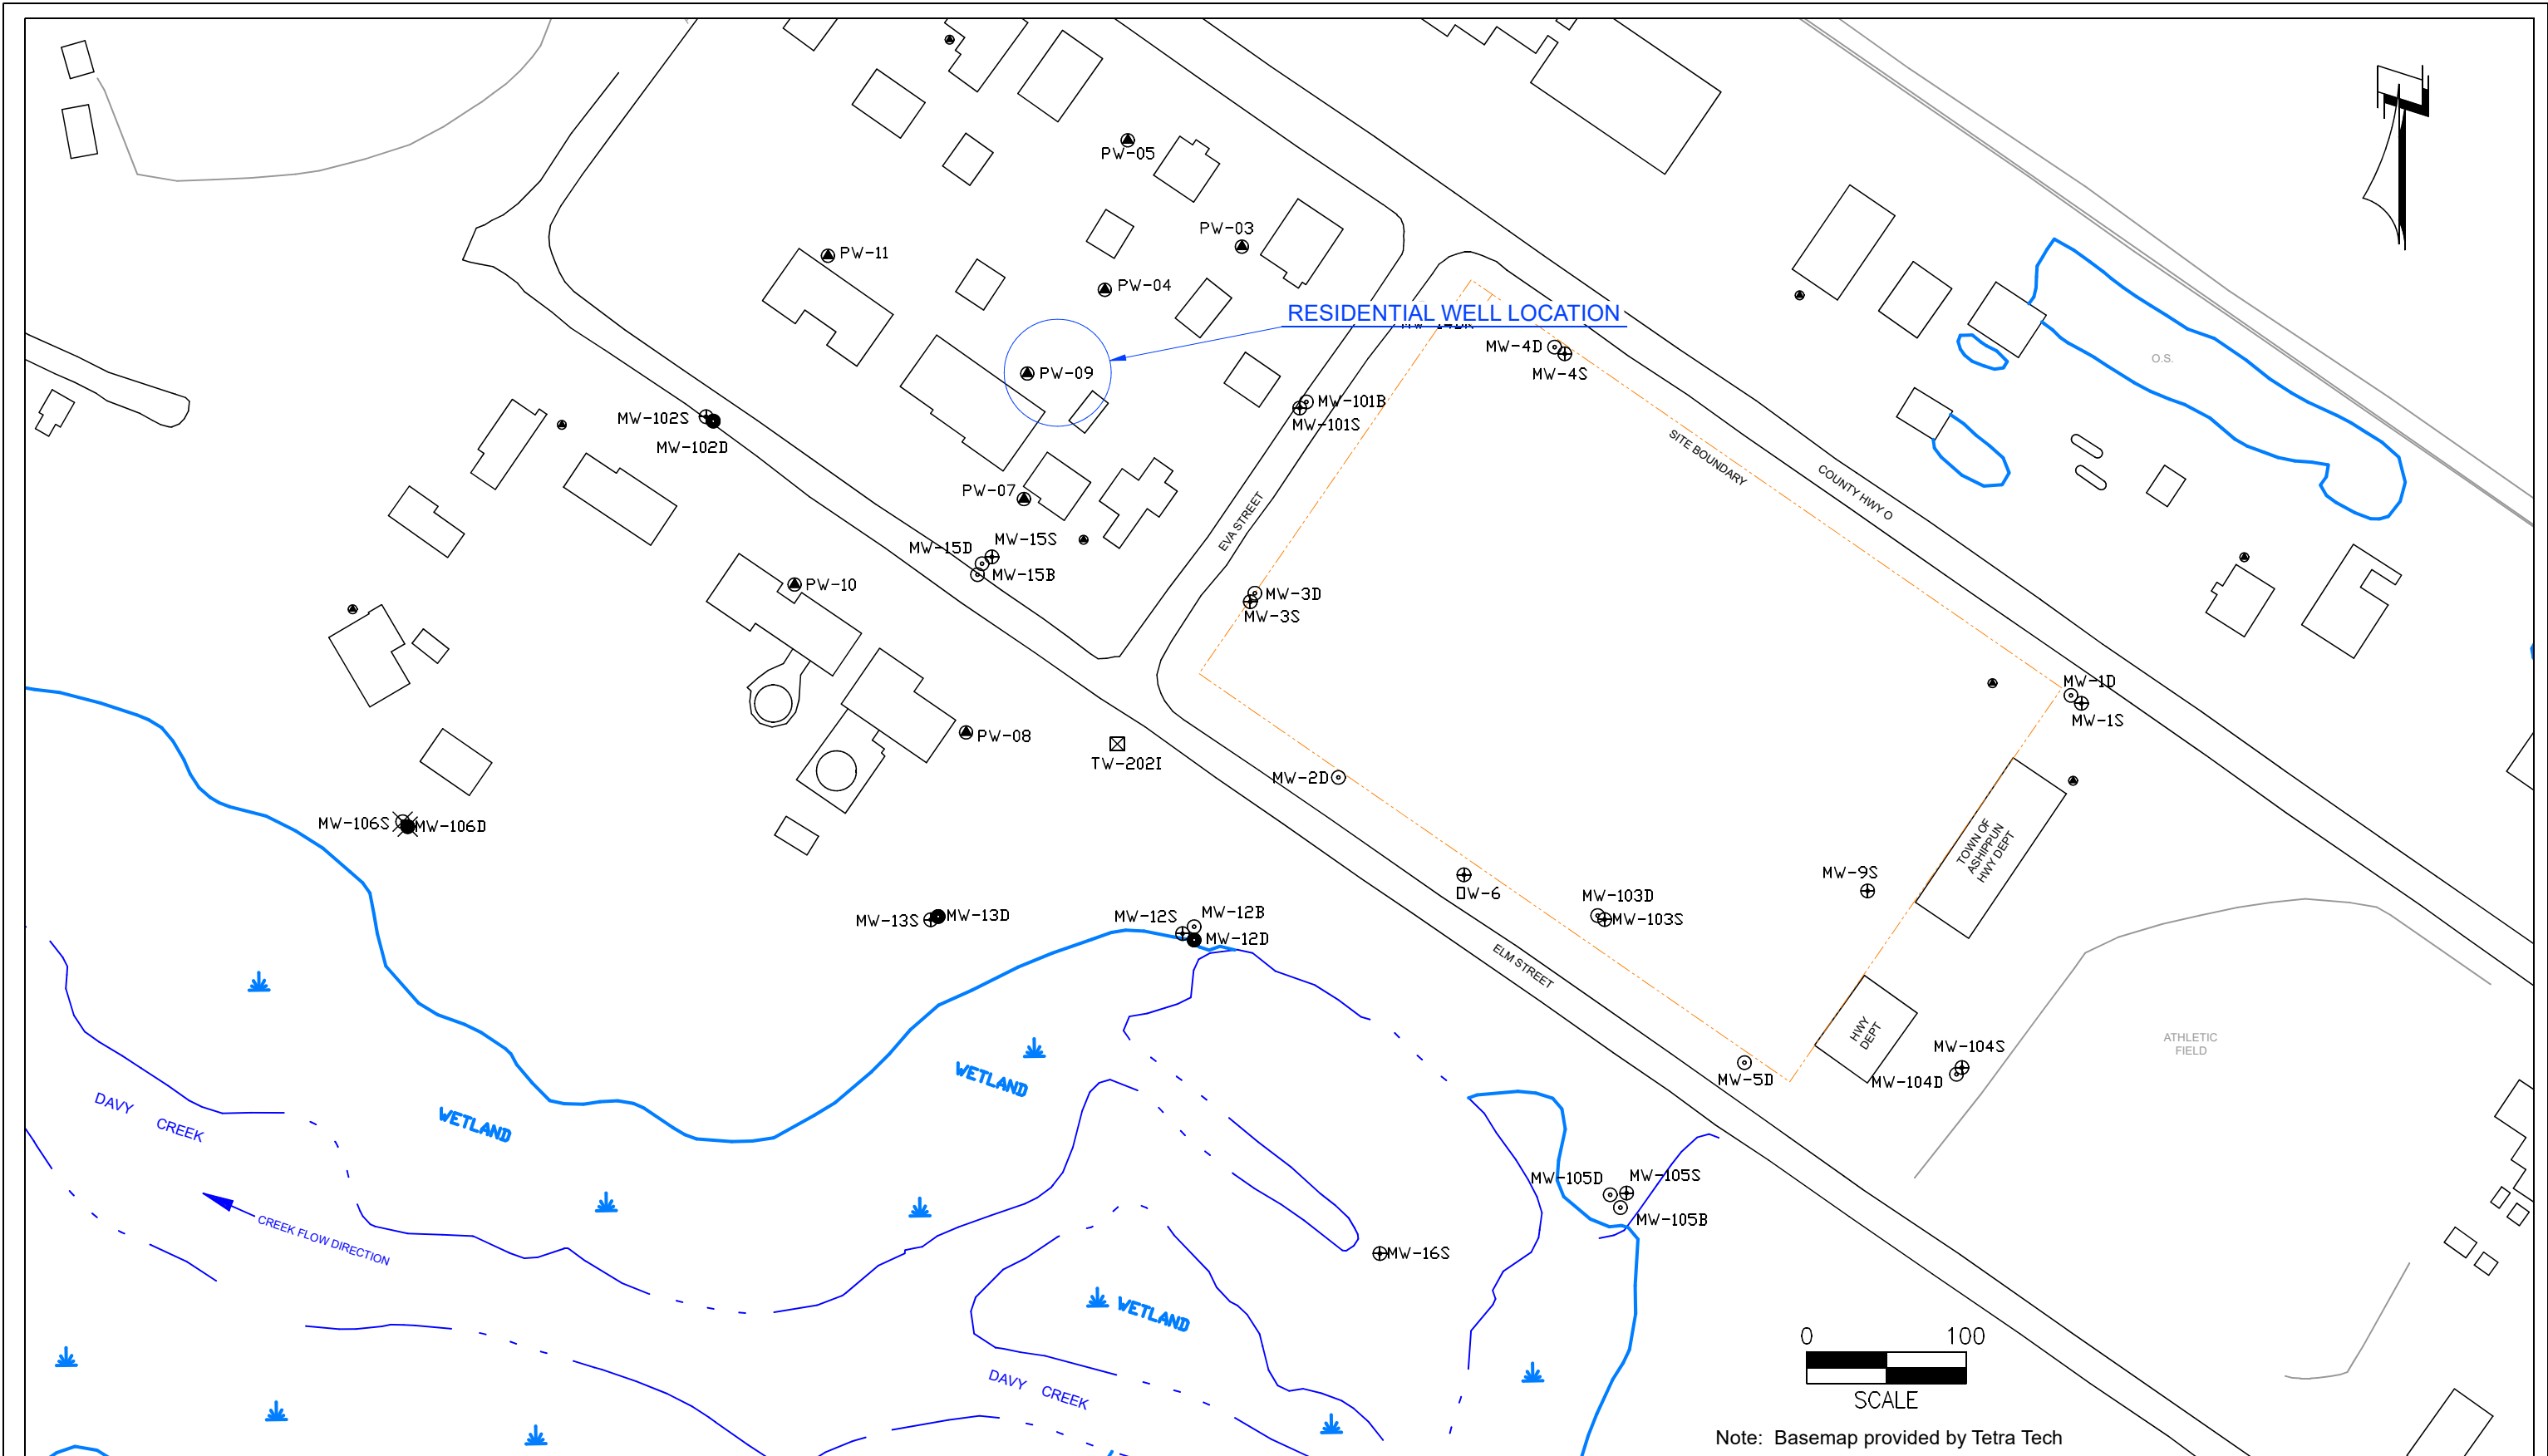 PW-05
PW-03
PW-11
PW-04
RESIDENTIAL WELL LOCATION
MW-4D
MW-4S
O.S.
PW-09
MW-101B
MW-101S
MW-102S
MW-102D
SITE BOUNDARY
COUNTY HWY O
PW-07
EVA STREET
MW-15S
MW-15D
MW-15B
PW-10
MW-3D
MW-3S
MW-1D
MW-1S
PW-08
TW-202I
MW-2D
MW-106S
MW-106D
TOWN OF
ASHIPPUN
HWY DEPT
MW-9S
OW-6
MW-103D
MW-103S
MW-13S
MW-13D
MW-12S
MW-12B
MW-12D
ELM STREET
HWY
DEPT
ATHLETIC
FIELD
MW-104S
MW-104D
MW-5D
WETLAND
DAVY CREEK
WETLAND
MW-105D
MW-105S
MW-105B
CREEK FLOW DIRECTION
MW-16S
WETLAND
DAVY CREEK
0 100
SCALE
Note: Basemap provided by Tetra Tech